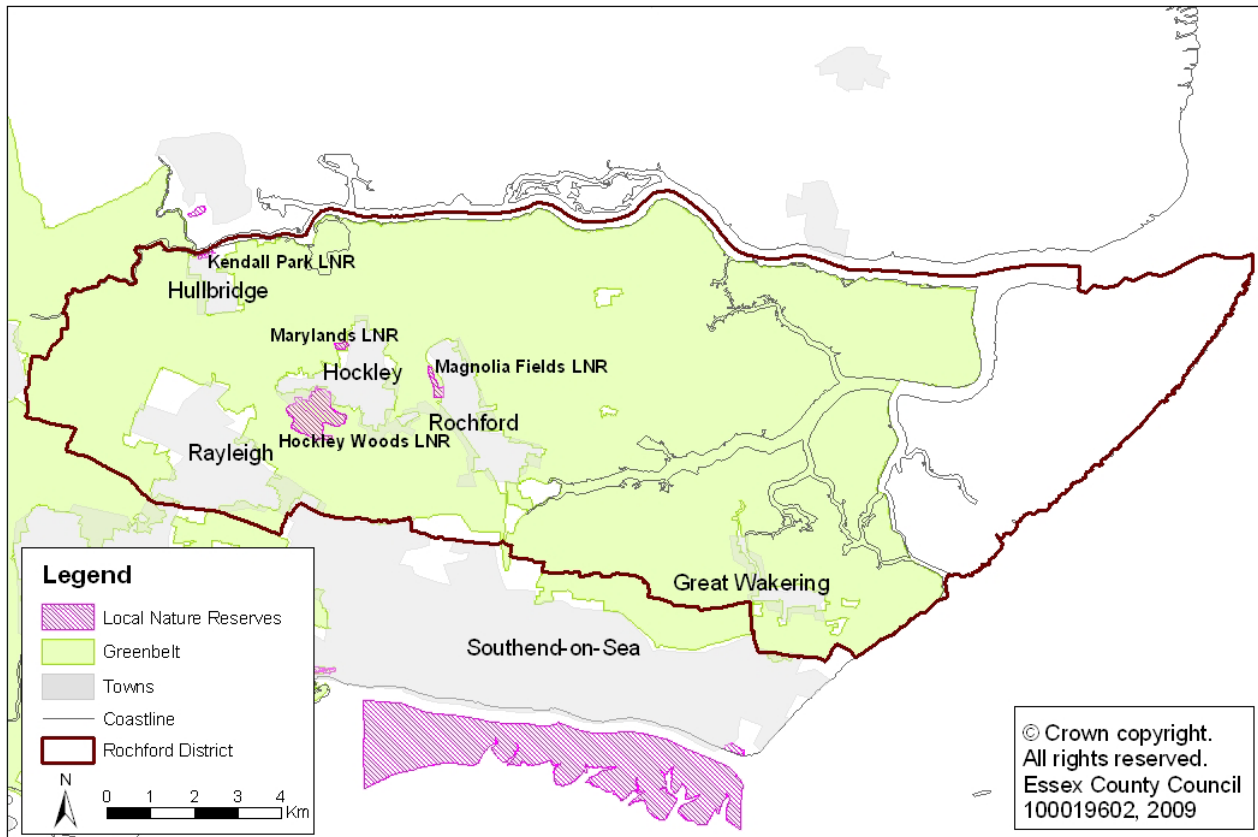 Kendall Park LNR
Hullbridge
Marylands LNR
Hockley
Magnolia Fields LNR
Rochford
Hockley Woods LNR
Rayleigh
Great Wakering
Southend-on-Sea
Legend
Local Nature Reserves
Greenbelt
Towns
Coastline
Rochford District
N
0 1 2 3 4
Km
© Crown copyright.
All rights reserved.
Essex County Council
100019602, 2009